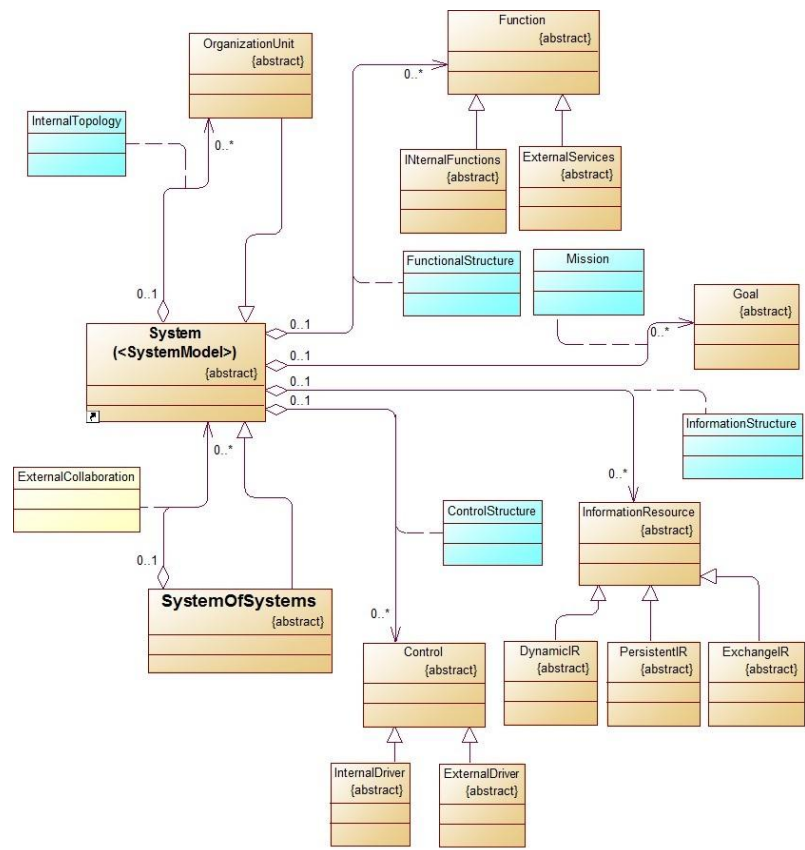 Function
{abstract}
OrganizationUnit
{abstract}
0..*
InternalTopology
0..*
INternalFunctions
{abstract}
ExternalServices
{abstract}
FunctionalStructure
Mission
Goal
{abstract}
0..1
0..1
0..*
System
(<SystemModel>)
{abstract}
0..1
0..1
0..1
InformationStructure
0..*
ExternalCollaboration
0..*
ControlStructure
InformationResource
{abstract}
0..1
SystemOfSystems
{abstract}
0..*
Control
{abstract}
DynamicIR
{abstract}
PersistentIR
{abstract}
ExchangeIR
{abstract}
InternalDriver
{abstract}
ExternalDriver
{abstract}